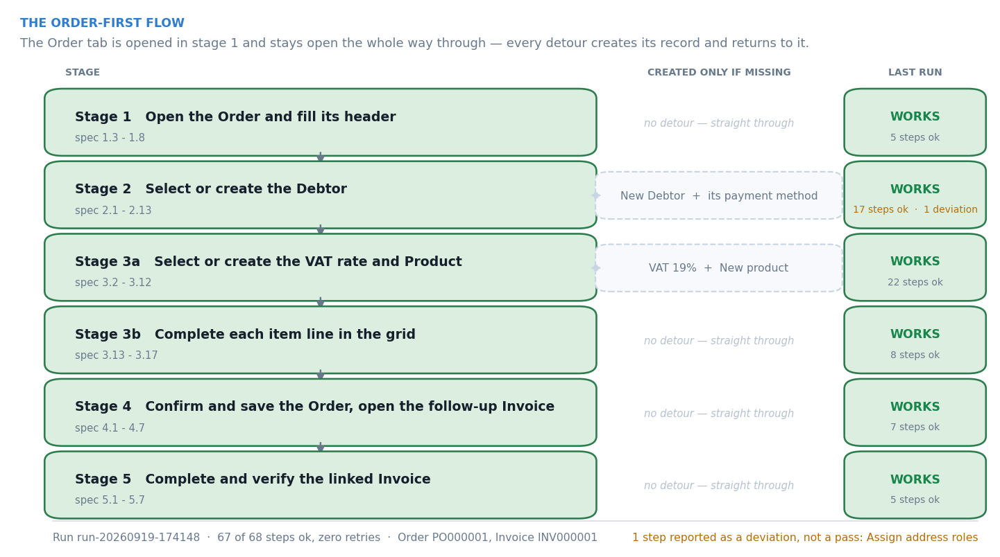 THE ORDER-FIRST FLOW
The Order tab is opened in stage 1 and stays open the whole way through — every detour creates its record and returns to it.
STAGE CREATED ONLY IF MISSING LAST RUN
Stage 1 Open the Order and fill its header
spec 1.3 - 1.8
no detour — straight through
WORKS
5 steps ok
Stage 2 Select or create the Debtor
spec 2.1 - 2.13
New Debtor + its payment method
WORKS
17 steps ok · 1 deviation
Stage 3a Select or create the VAT rate and Product
spec 3.2 - 3.12
VAT 19% + New product
WORKS
22 steps ok
Stage 3b Complete each item line in the grid
spec 3.13 - 3.17
no detour — straight through
WORKS
8 steps ok
Stage 4 Confirm and save the Order, open the follow-up Invoice
spec 4.1 - 4.7
no detour — straight through
WORKS
7 steps ok
Stage 5 Complete and verify the linked Invoice
spec 5.1 - 5.7
no detour — straight through
WORKS
5 steps ok
Run run-20260919-174148 · 67 of 68 steps ok, zero retries · Order PO000001, Invoice INV000001
1 step reported as a deviation, not a pass: Assign address roles